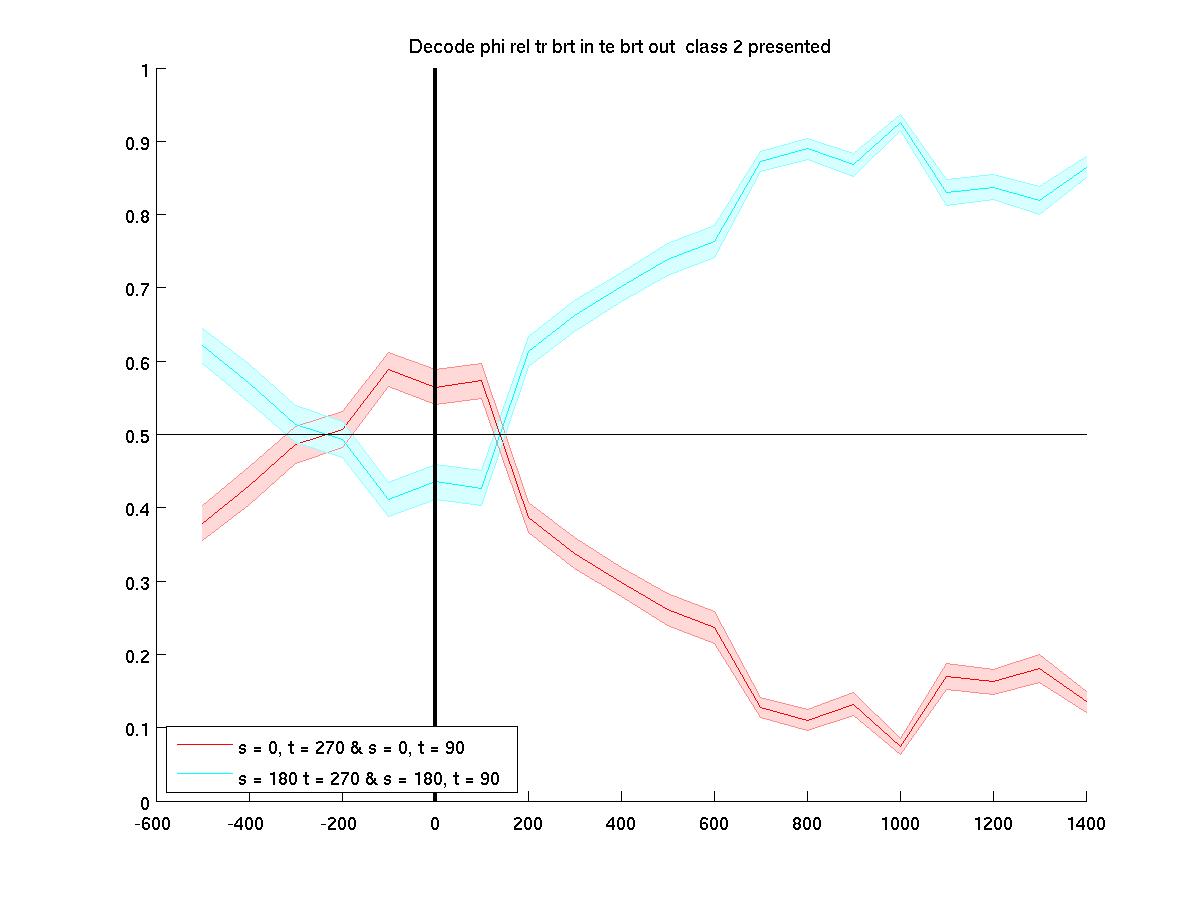 Decode phi rel tr brt in te brt out  class 2 presented
1
0.9
0.8
0.7
0.6
0.5
0.4
0.3
0.2
0.1
0
s = 0, t = 270 & s = 0, t = 90
s = 180 t = 270 & s = 180, t = 90
-600 -400 -200 0 200 400 600 800 1000 1200 1400